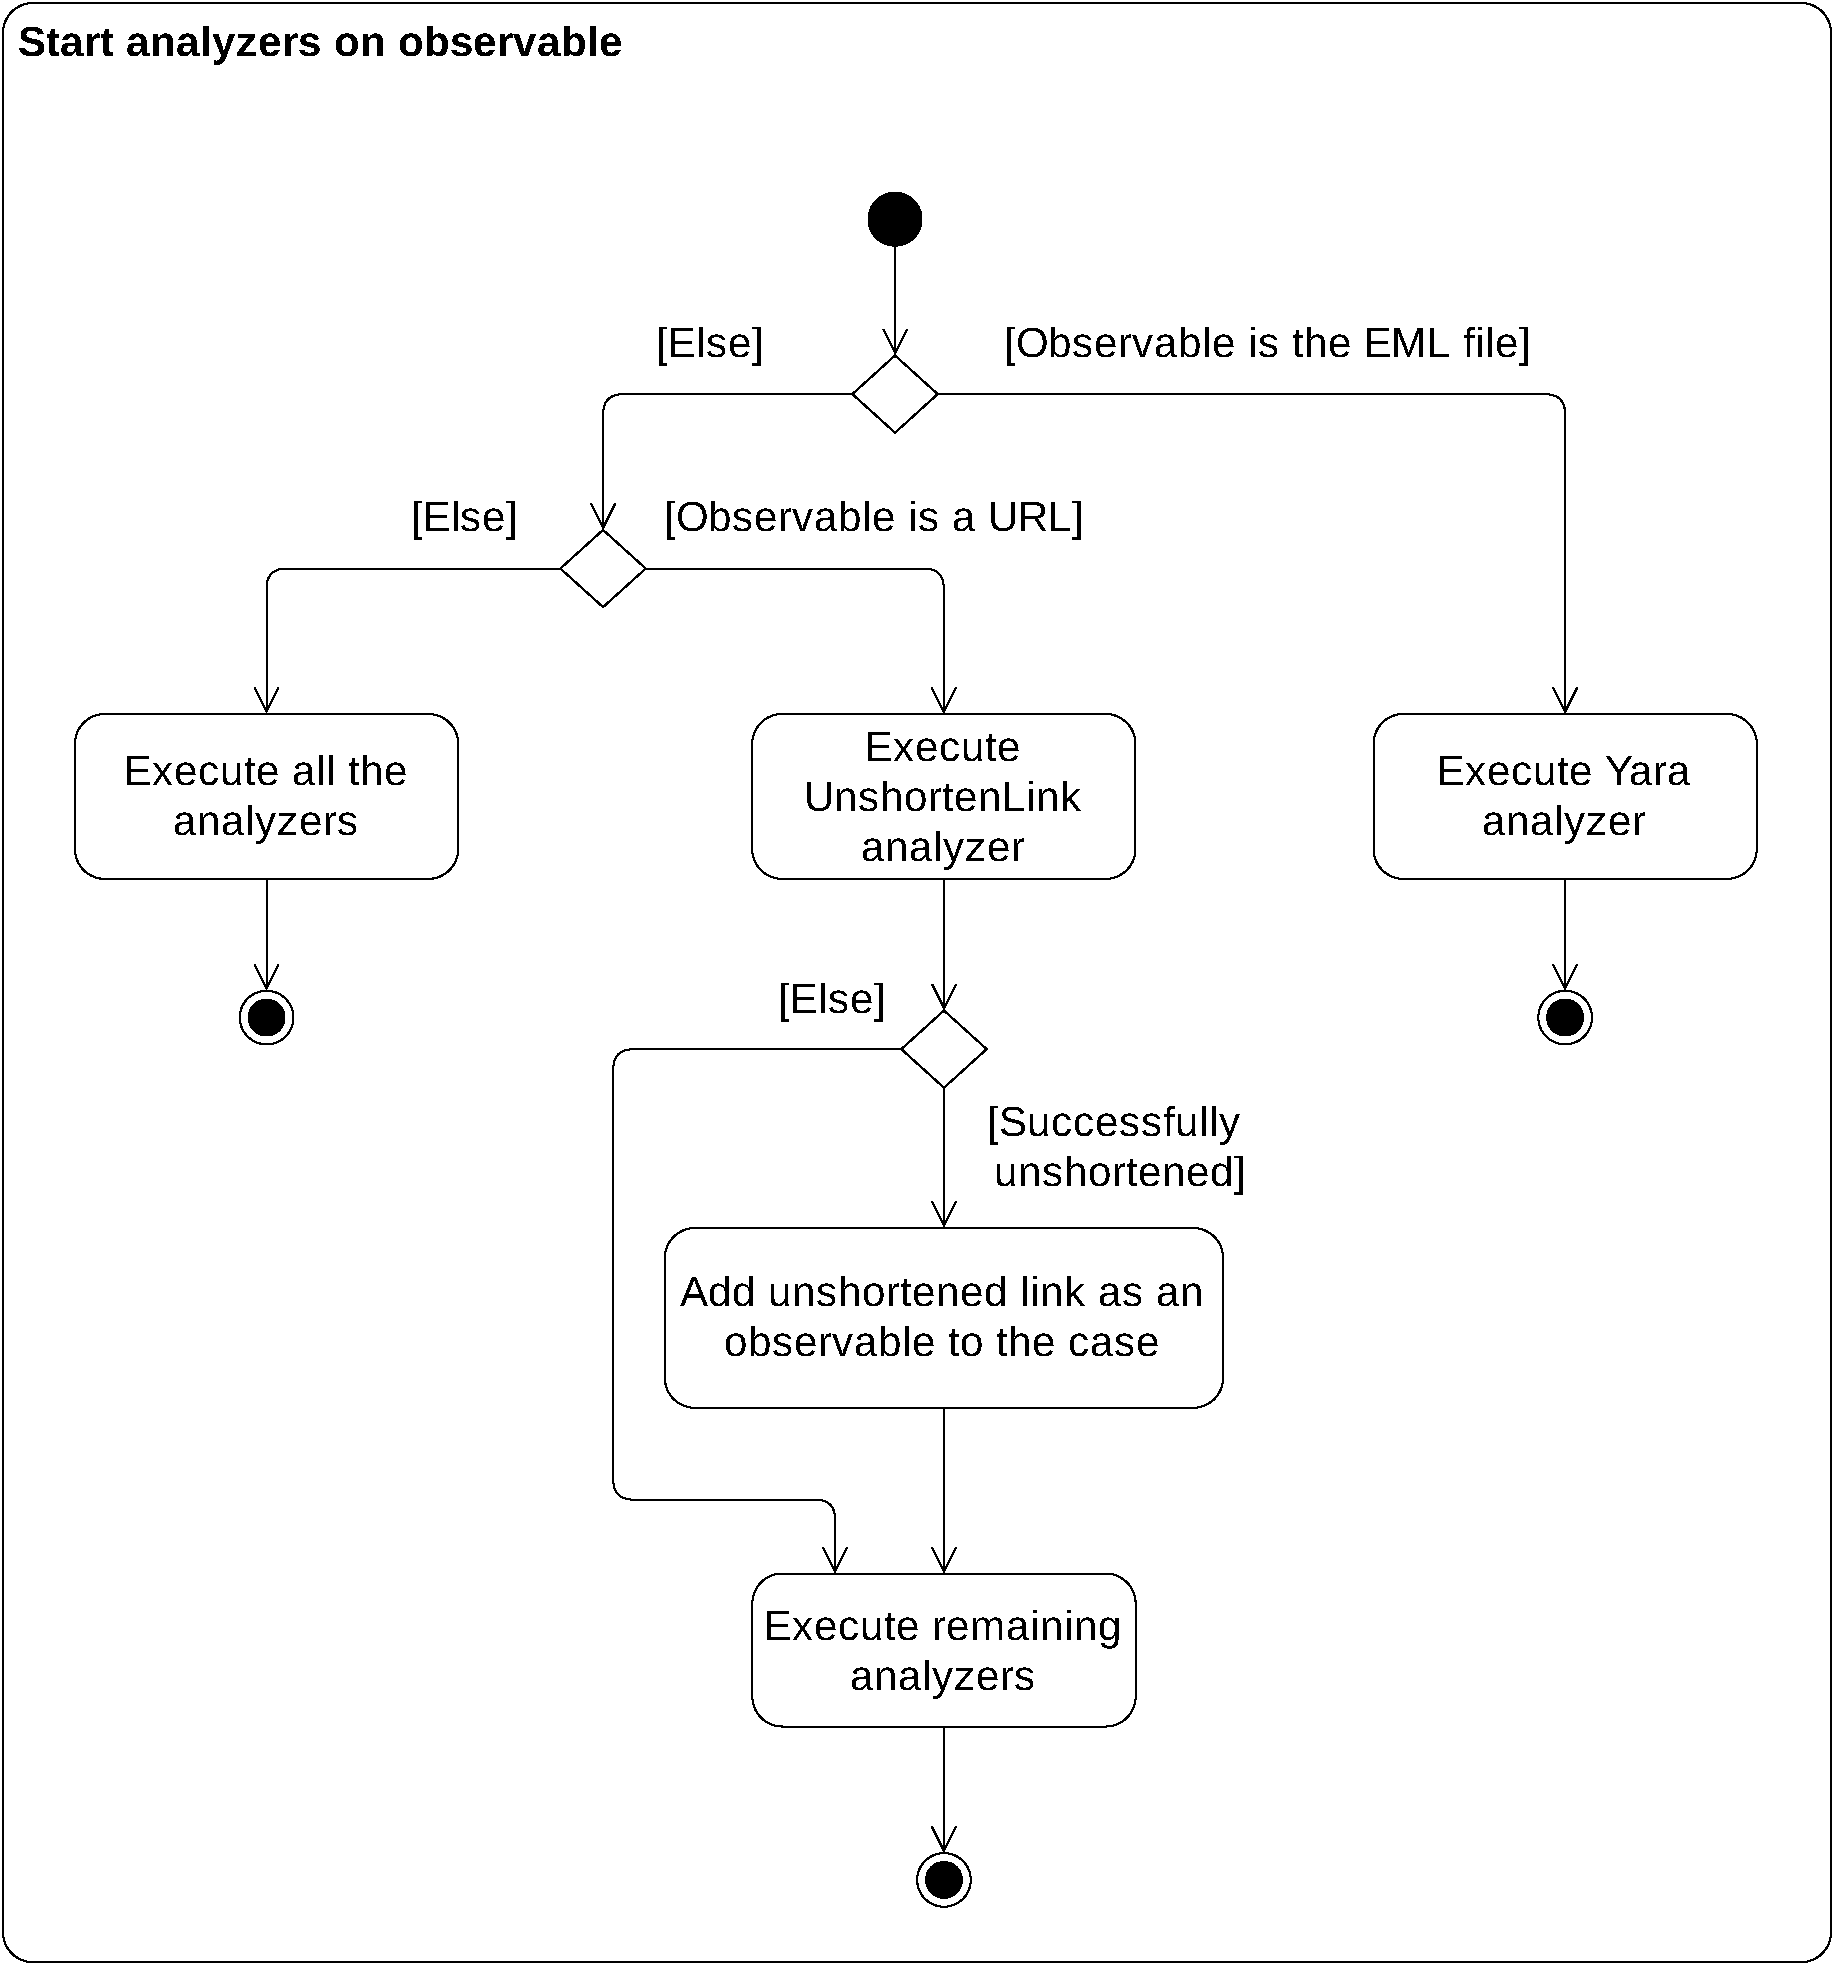 Start analyzers on observable
[Else]
[Observable is the EML file]
[Else]
[Observable is a URL]
Execute all the
analyzers
Execute
UnshortenLink
analyzer
Execute Yara
analyzer
[Else]
[Successfully
unshortened]
Add unshortened link as an
observable to the case
Execute remaining
analyzers